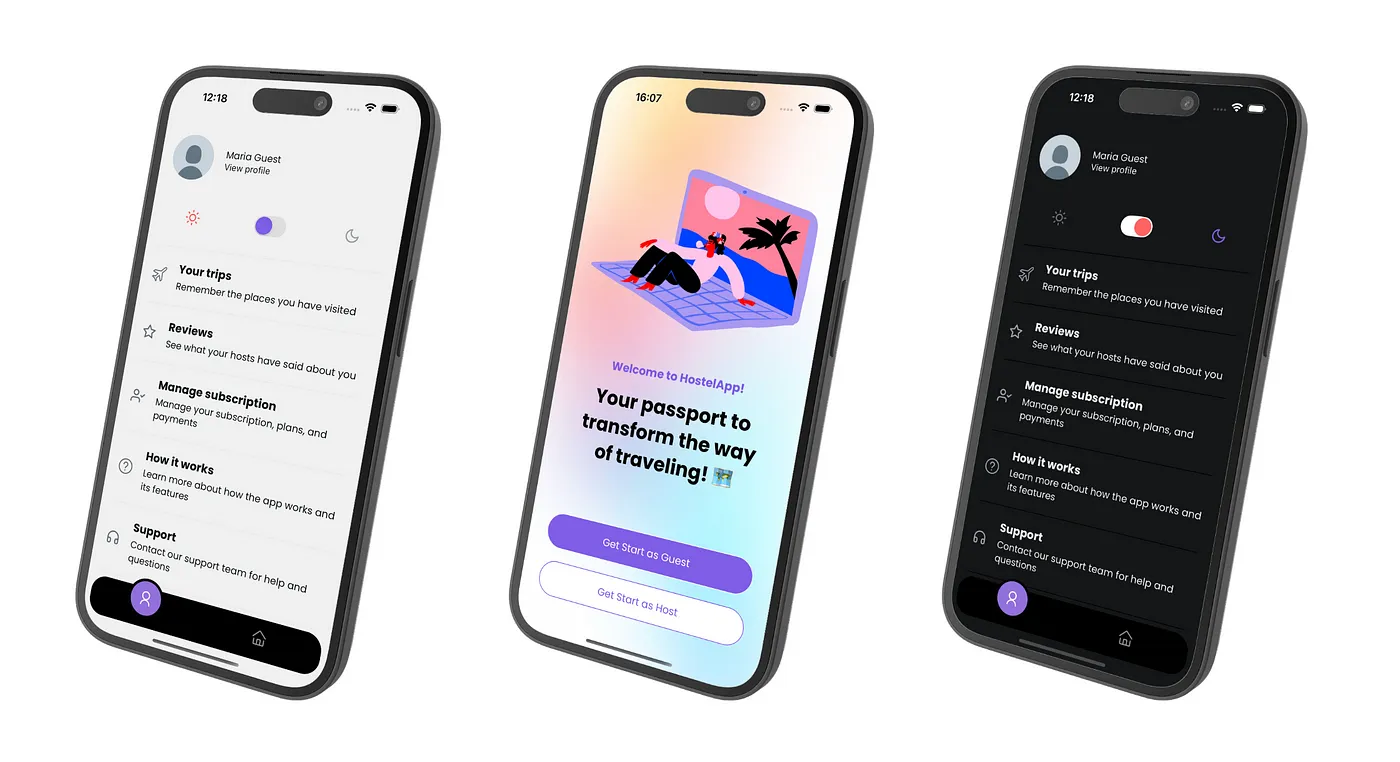 12:18
Maria Guest
View profile
Your trips
Remember the places you have visited
Reviews
See what your hosts have said about you
Manage subscription
Manage your subscription, plans, and
payments
How it works
Learn more about how the app works and
its features
Support
Contact our support team for help and
questions
16:07
Welcome to HostelApp!
Your passport to
transform the way
of traveling! 🗺️
Get Start as Guest
Get Start as Host
12:18
Maria Guest
View profile
Your trips
Remember the places you have visited
Reviews
See what your hosts have said about you
Manage subscription
Manage your subscription, plans, and
payments
How it works
Learn more about how the app works and
its features
Support
Contact our support team for help and
questions